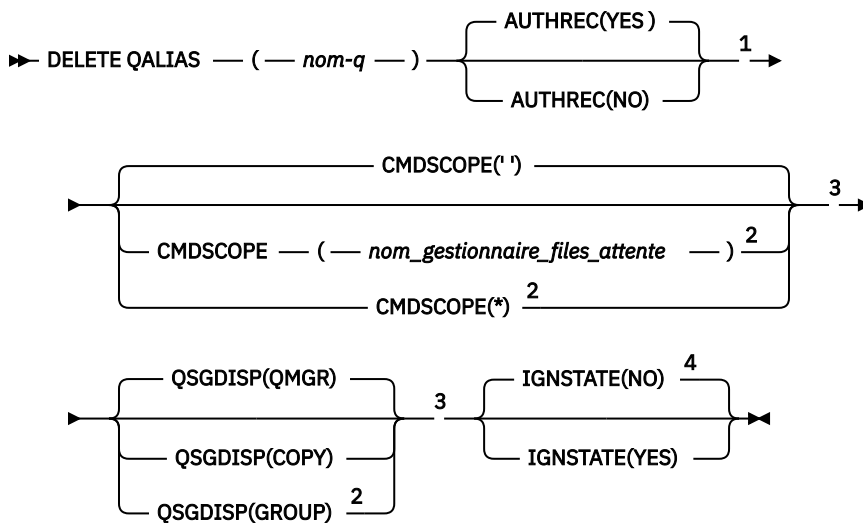 AUTHREC(YES )
DELETE QALIAS ( nom-q ) 1
AUTHREC(NO)
CMDSCOPE(' ')
3
CMDSCOPE ( nom_gestionnaire_files_attente ) 2
CMDSCOPE(*) 2
QSGDISP(QMGR) IGNSTATE(NO) 4
3
QSGDISP(COPY) IGNSTATE(YES)
QSGDISP(GROUP) 2